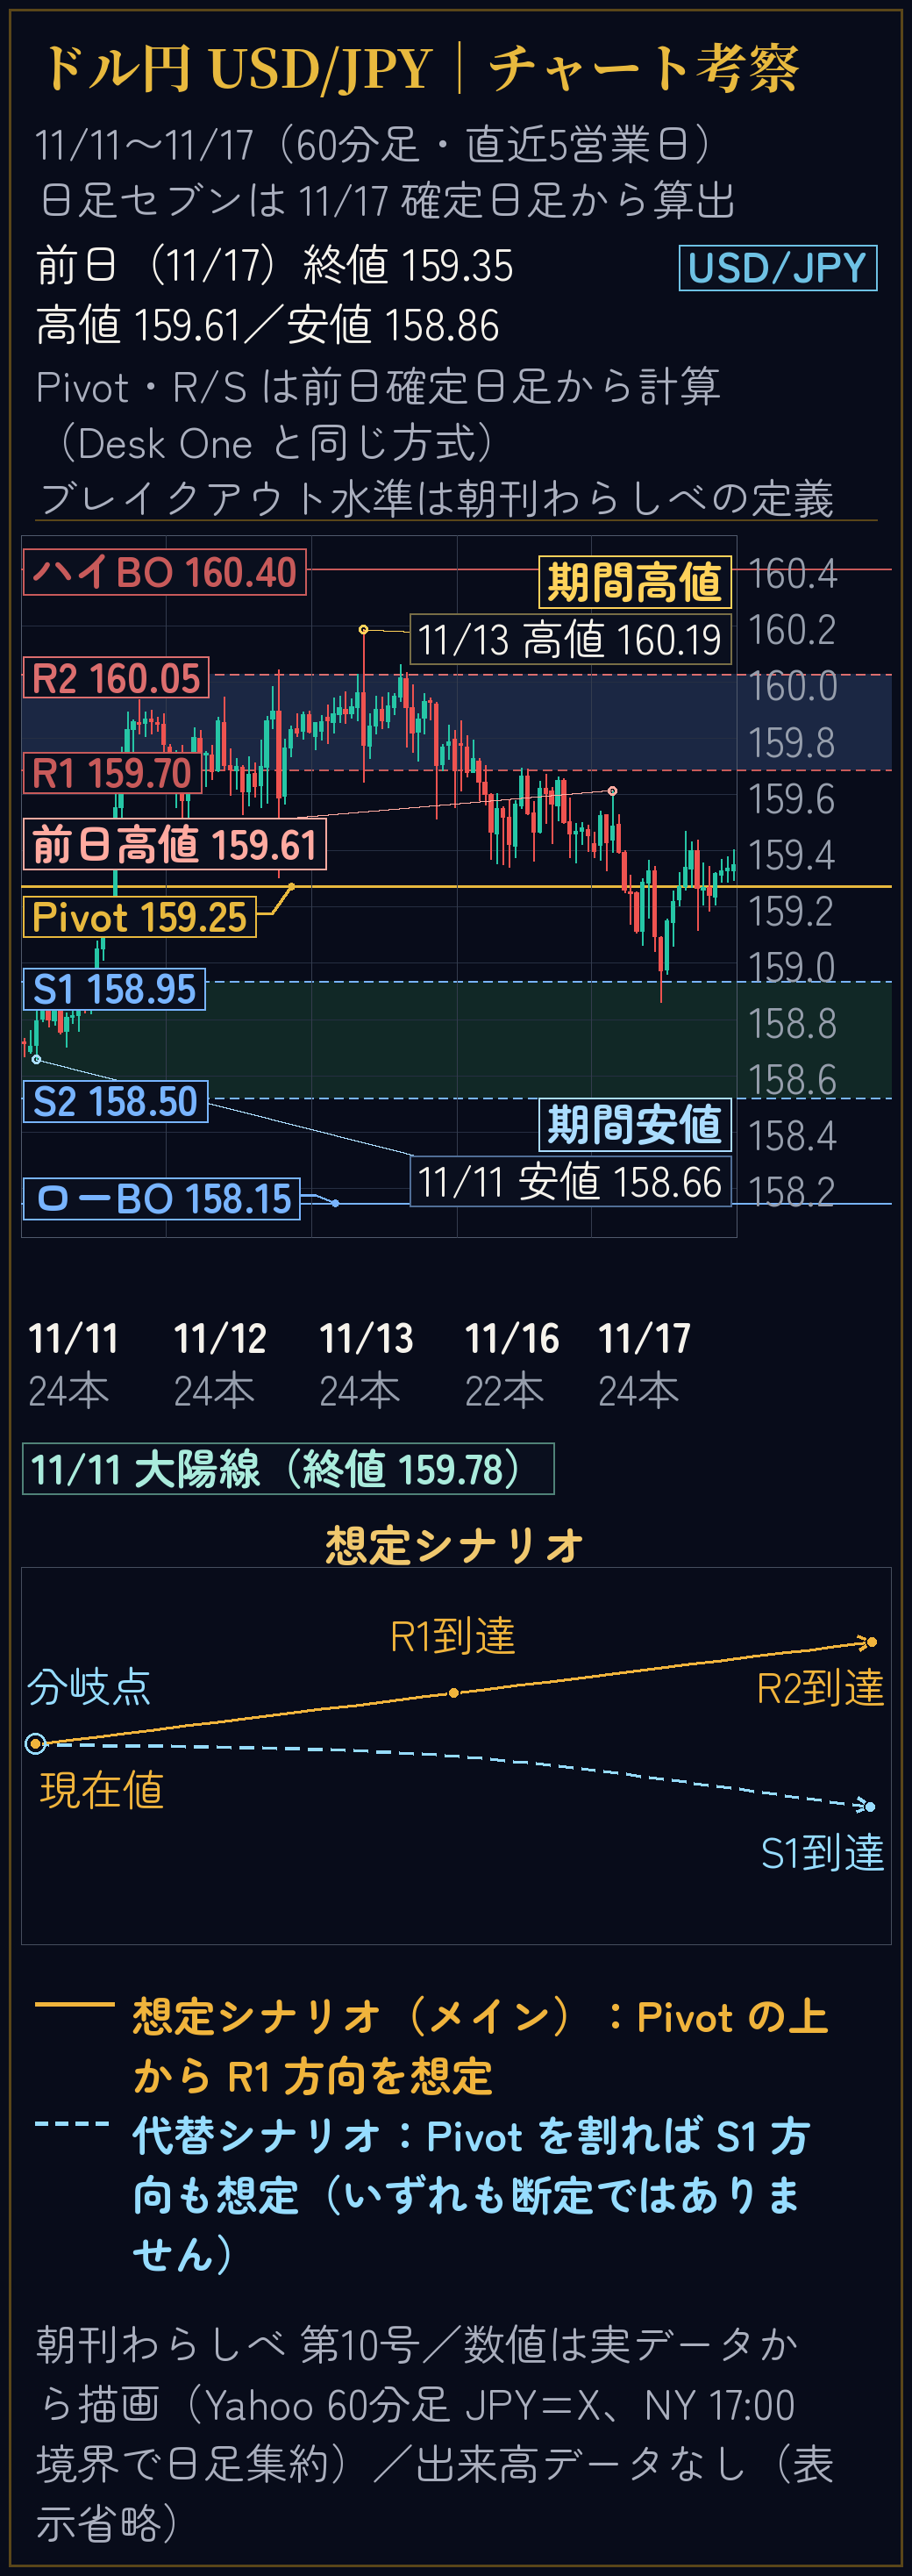 ドル円 USD/JPY｜チャート考察
11/11〜11/17（60分足・直近5営業日）
日足セブンは 11/17 確定日足から算出
前日（11/17）終値 159.35
USD/JPY
高値 159.61／安値 158.86
Pivot・R/S は前日確定日足から計算
（Desk One と同じ方式）
ブレイクアウト水準は朝刊わらしべの定義
ハイBO 160.40
期間高値
160.4
11/13 高値 160.19
160.2
R2 160.05
160.0
159.8
R1 159.70
159.6
前日高値 159.61
159.4
Pivot 159.25
159.2
S1 158.95
159.0
158.8
158.6
S2 158.50
期間安値
158.4
11/11 安値 158.66
ローBO 158.15
158.2
11/11
11/12
11/13
11/16
11/17
24本
24本
24本
22本
24本
11/11 大陽線（終値 159.78）
想定シナリオ
R1到達
分岐点
R2到達
現在値
S1到達
想定シナリオ（メイン）：Pivot の上
から R1 方向を想定
代替シナリオ：Pivot を割れば S1 方
向も想定（いずれも断定ではありま
せん）
朝刊わらしべ 第10号／数値は実データか
ら描画（Yahoo 60分足 JPY=X、NY 17:00
境界で日足集約）／出来高データなし（表
示省略）